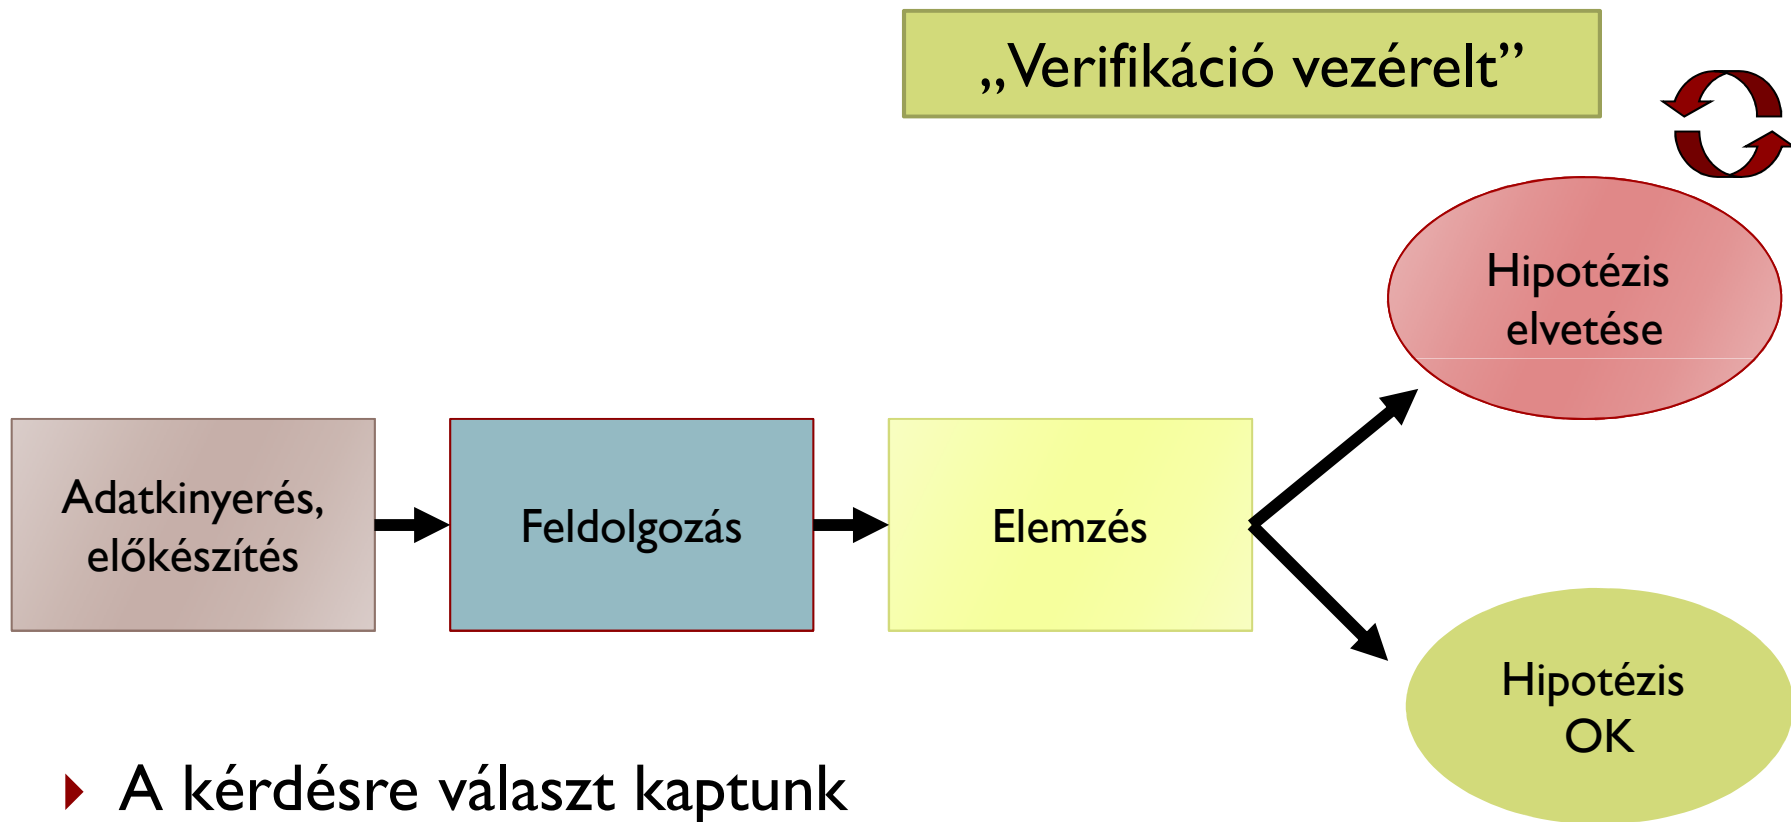 „Verifikáció vezérelt”
Hipotézis
elvetése
Adatkinyerés,
előkészítés
Feldolgozás
Elemzés
Hipotézis
OK
A kérdésre választ kaptunk